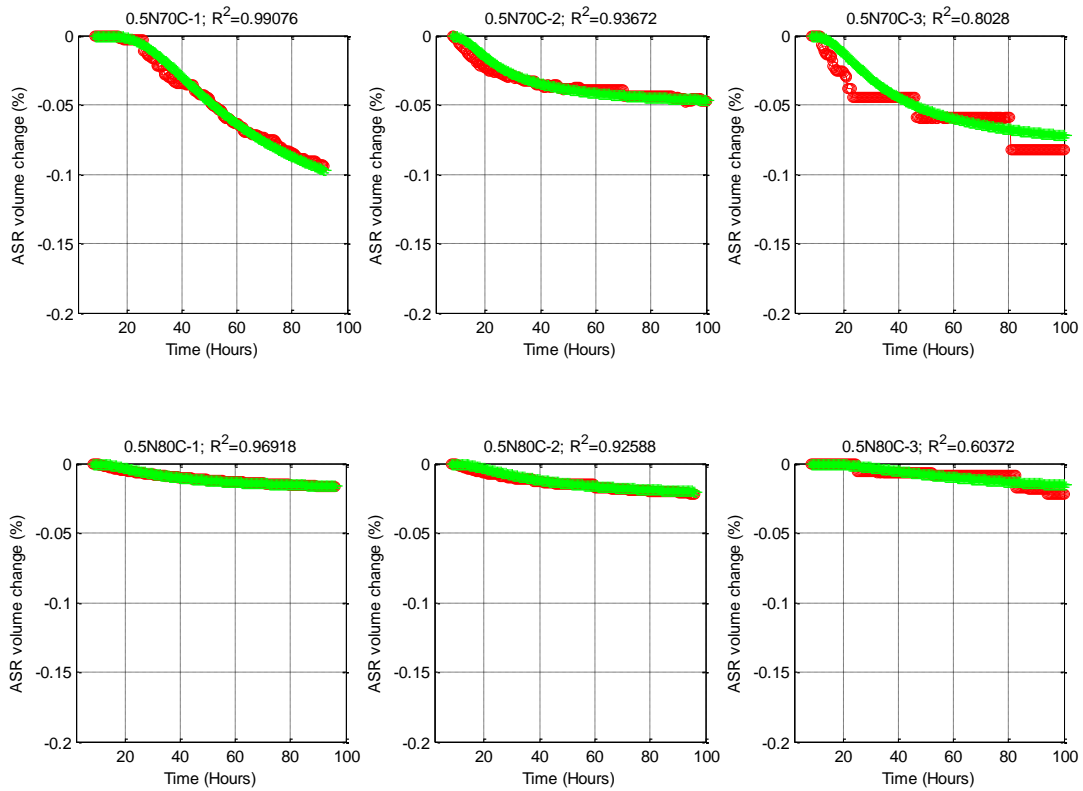 0.5N70C-1; R²=0.99076
0
-0.05
-0.1
-0.15
-0.2
ASR volume change (%)
20 40 60 80 100
Time (Hours)
0.5N70C-2; R²=0.93672
0
-0.05
-0.1
-0.15
-0.2
ASR volume change (%)
20 40 60 80 100
Time (Hours)
0.5N70C-3; R²=0.8028
0
-0.05
-0.1
-0.15
-0.2
ASR volume change (%)
20 40 60 80 100
Time (Hours)
0.5N80C-1; R²=0.96918
0
-0.05
-0.1
-0.15
-0.2
ASR volume change (%)
20 40 60 80 100
Time (Hours)
0.5N80C-2; R²=0.92588
0
-0.05
-0.1
-0.15
-0.2
ASR volume change (%)
20 40 60 80 100
Time (Hours)
0.5N80C-3; R²=0.60372
0
-0.05
-0.1
-0.15
-0.2
ASR volume change (%)
20 40 60 80 100
Time (Hours)